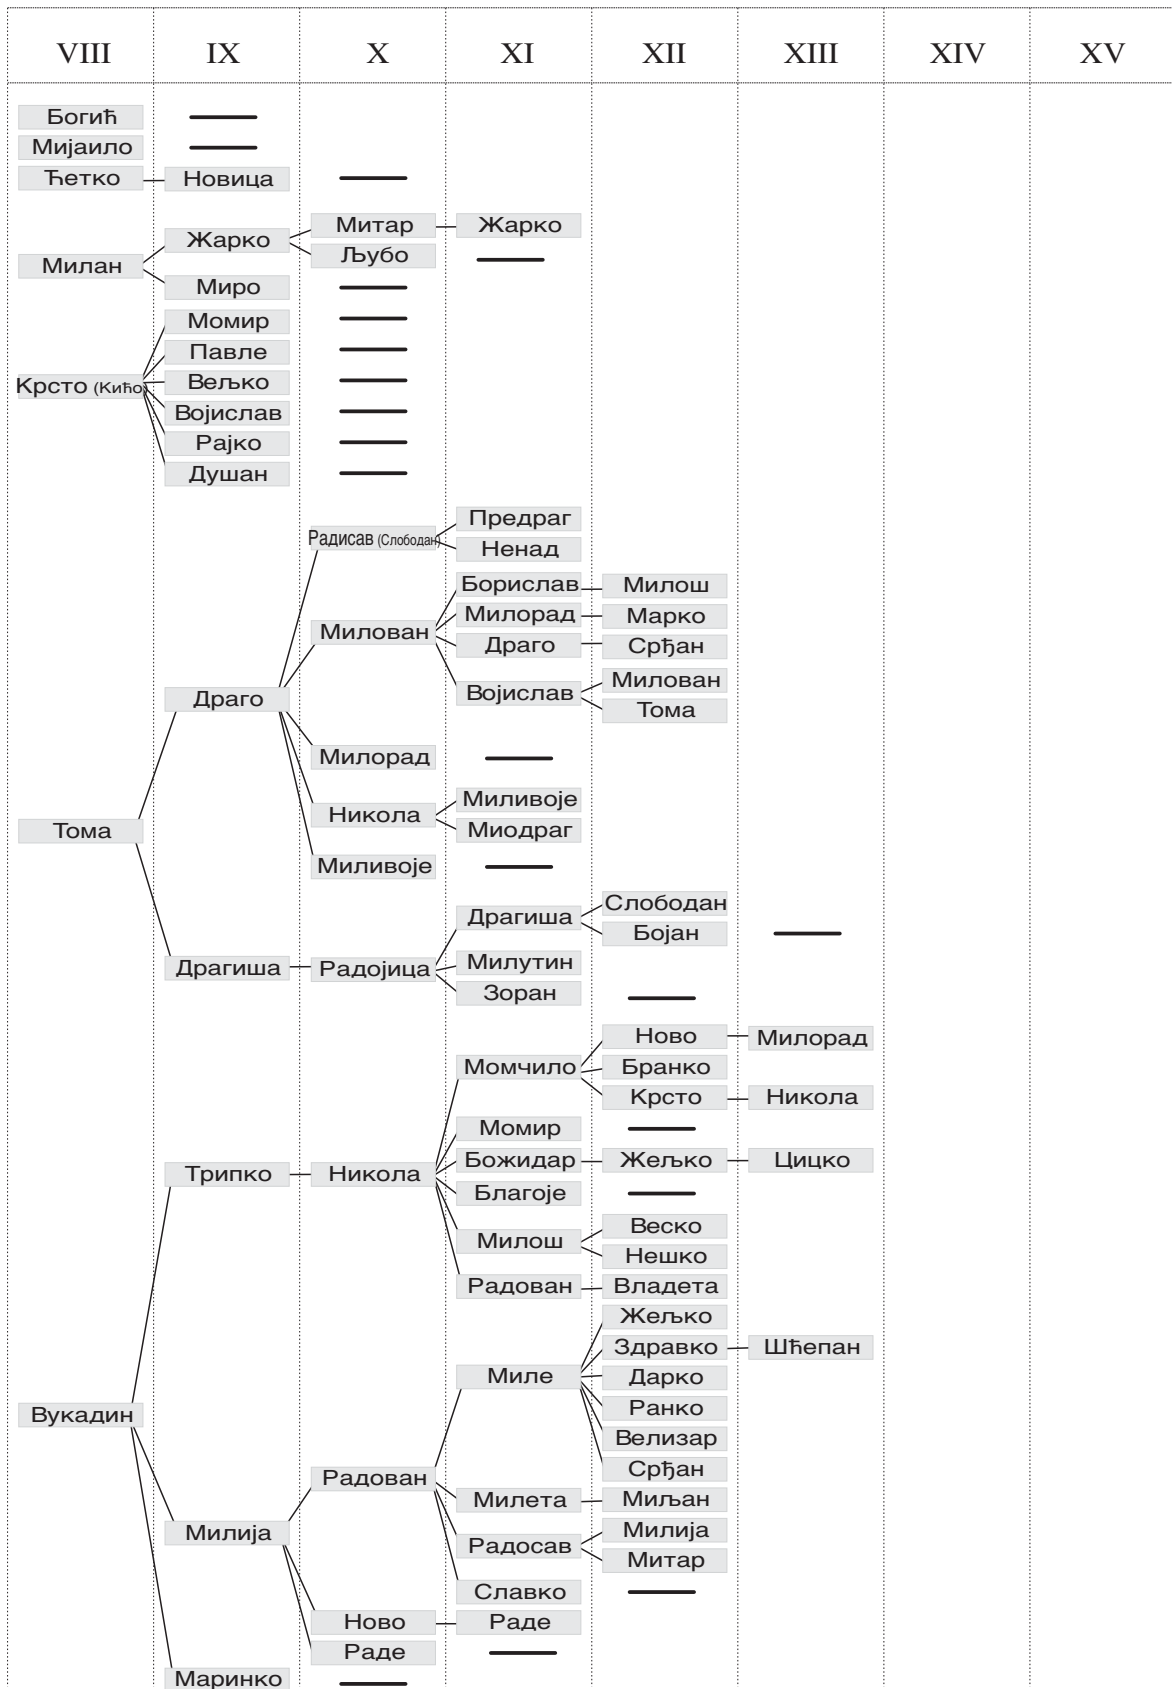 VIII IX X XI XII XIII XIV XV
Богић
Мијаило
Ћетко Новица
Митар Жарко
Жарко
Љубо
Милан
Миро
Момир
Павле
Крсто (Кићо) Вељко
Војислав
Рајко
Душан
Предраг
Радисав (Слободан)
Ненад
Борислав Милош
Милорад Марко
Милован
Драго Срђан
Милован
Драго Војислав
Тома
Милорад
Миливоје
Никола
Тома Миодраг
Миливоје
Слободан
Драгиша
Бојан
Драгиша Радојица Милутин
Зоран
Ново Милорад
Момчило Бранко
Крсто Никола
Момир
Трипко Никола Божидар Жељко Цицко
Благоје
Веско
Милош
Нешко
Радован Владета
Жељко
Здравко Шћепан
Миле Дарко
Ранко
Вукадин
Велизар
Срђан
Радован
Милета Миљан
Милија
Милија Радосав
Митар
Славко
Ново Раде
Раде
Маринко